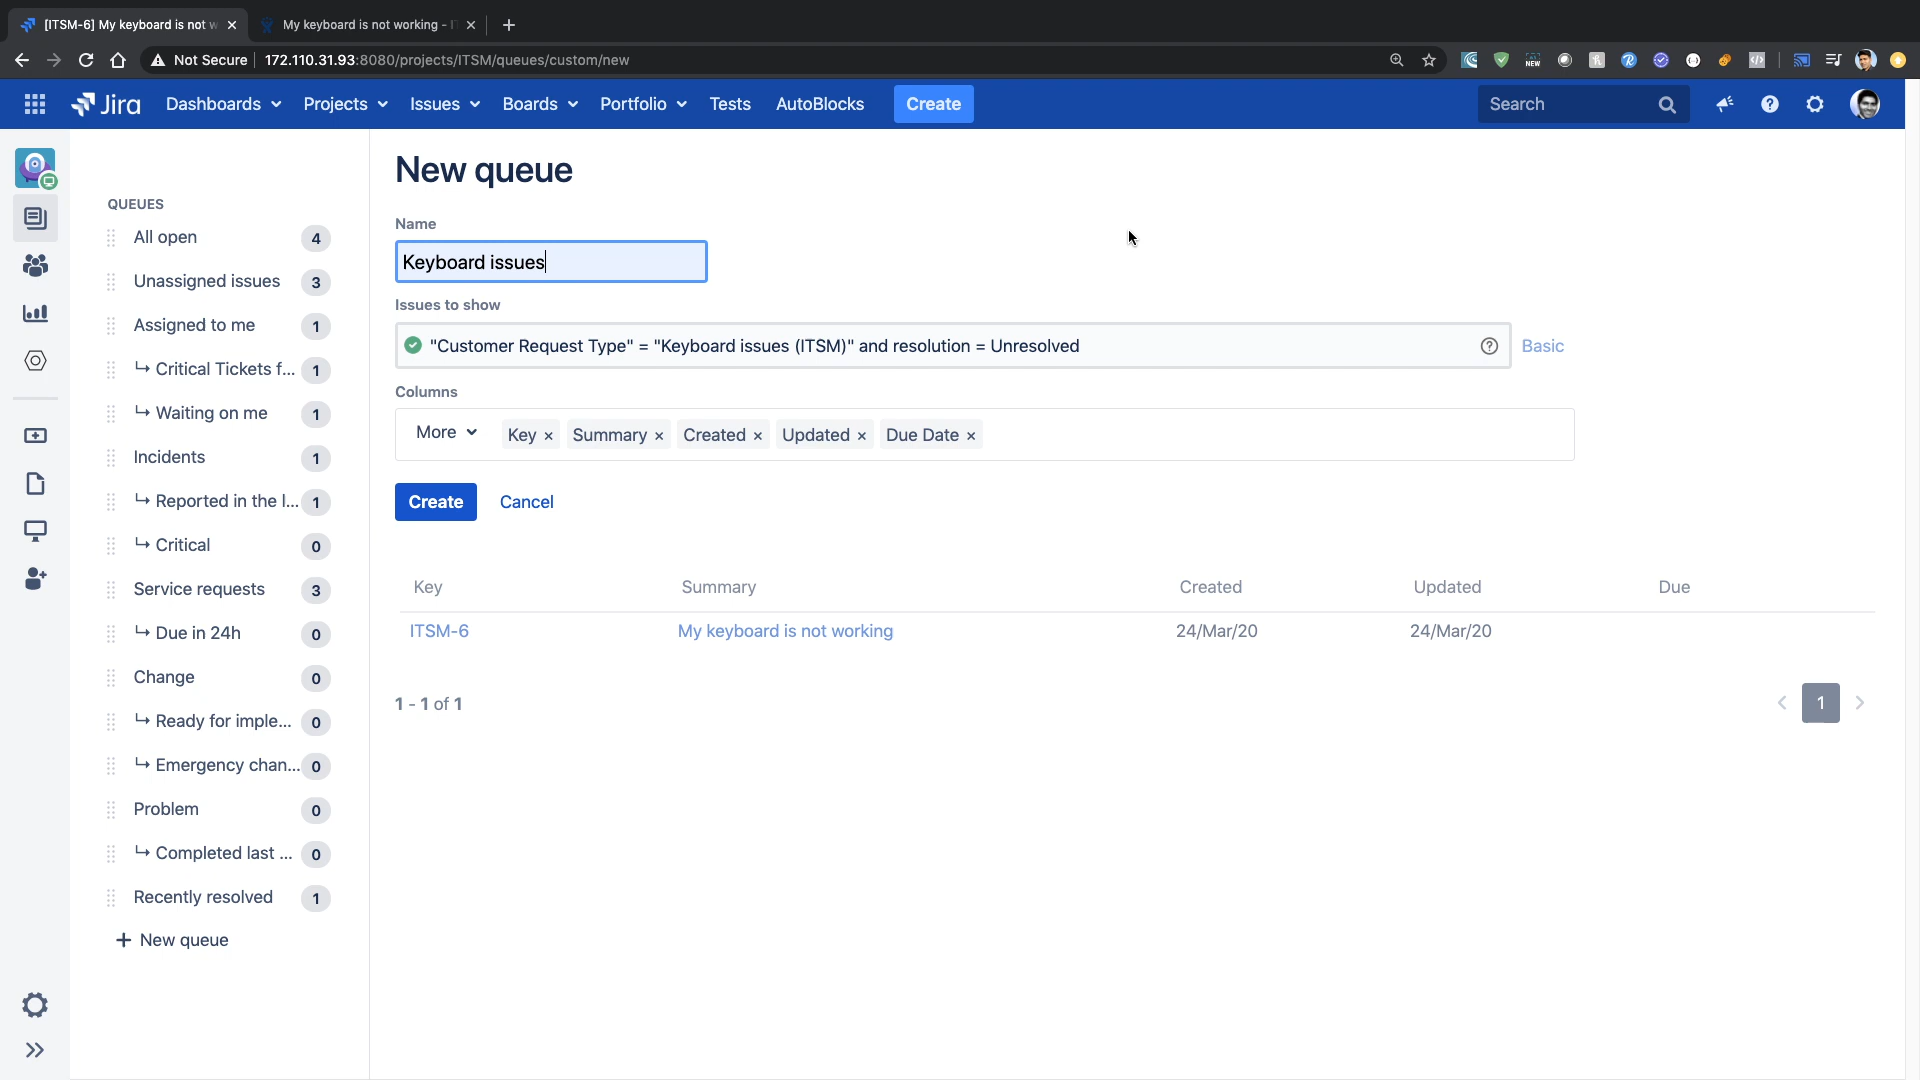 [ITSM-6] My keyboard is not w
My keyboard is not working -
Not Secure
172.110.31.93:8080/projects/ITSM/queues/custom/new
NEW
Jira
Dashboards
Projects
Issues
Boards
Portfolio
Tests
AutoBlocks
Create
Search
New queue
QUEUES
All open 4
Unassigned issues 3
Assigned to me 1
Critical Tickets f... 1
Waiting on me 1
Incidents 1
Reported in the l... 1
Critical 0
Service requests 3
Due in 24h 0
Change 0
Ready for imple... 0
Emergency chan... 0
Problem 0
Completed last ... 0
Recently resolved 1
+ New queue
Name
Keyboard issues
Issues to show
"Customer Request Type" = "Keyboard issues (ITSM)" and resolution = Unresolved
Basic
Columns
More
Key ×
Summary ×
Created ×
Updated ×
Due Date ×
Create
Cancel
Key Summary Created Updated Due
ITSM-6 My keyboard is not working 24/Mar/20 24/Mar/20
1 - 1 of 1
1